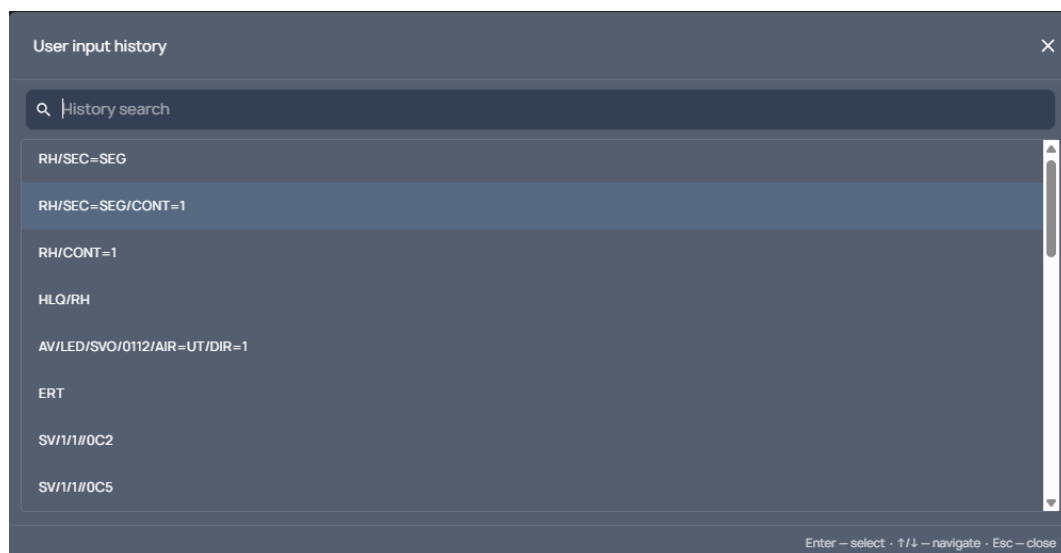 User input history
History search
RH/SEC=SEG
RH/SEC=SEG/CONT=1
RH/CONT=1
HLQ/RH
AV/LED/SVO/0112/AIR=UT/DIR=1
ERT
SV/1/1//0C2
SV/1/1//0C5
Enter – select · ↑/↓ – navigate · Esc – close